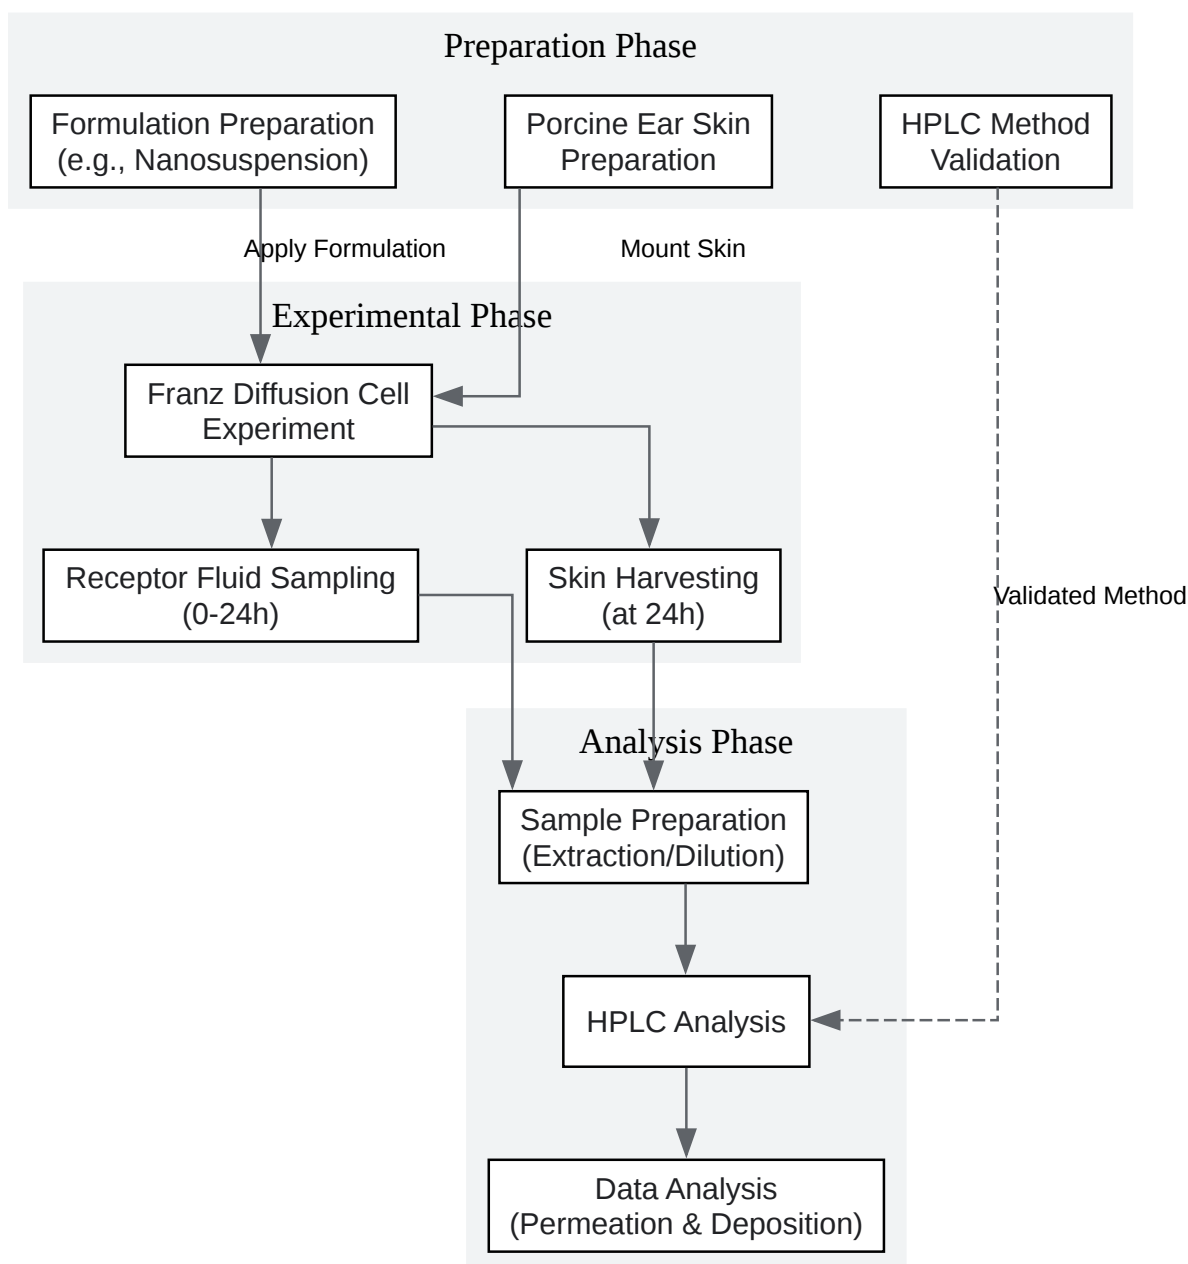 Preparation Phase
Formulation Preparation
(e.g., Nanosuspension)
Porcine Ear Skin
Preparation
HPLC Method
Validation
Apply Formulation
Mount Skin
Experimental Phase
Franz Diffusion Cell
Experiment
Receptor Fluid Sampling
(0-24h)
Skin Harvesting
(at 24h)
Validated Method
Analysis Phase
Sample Preparation
(Extraction/Dilution)
HPLC Analysis
Data Analysis
(Permeation & Deposition)